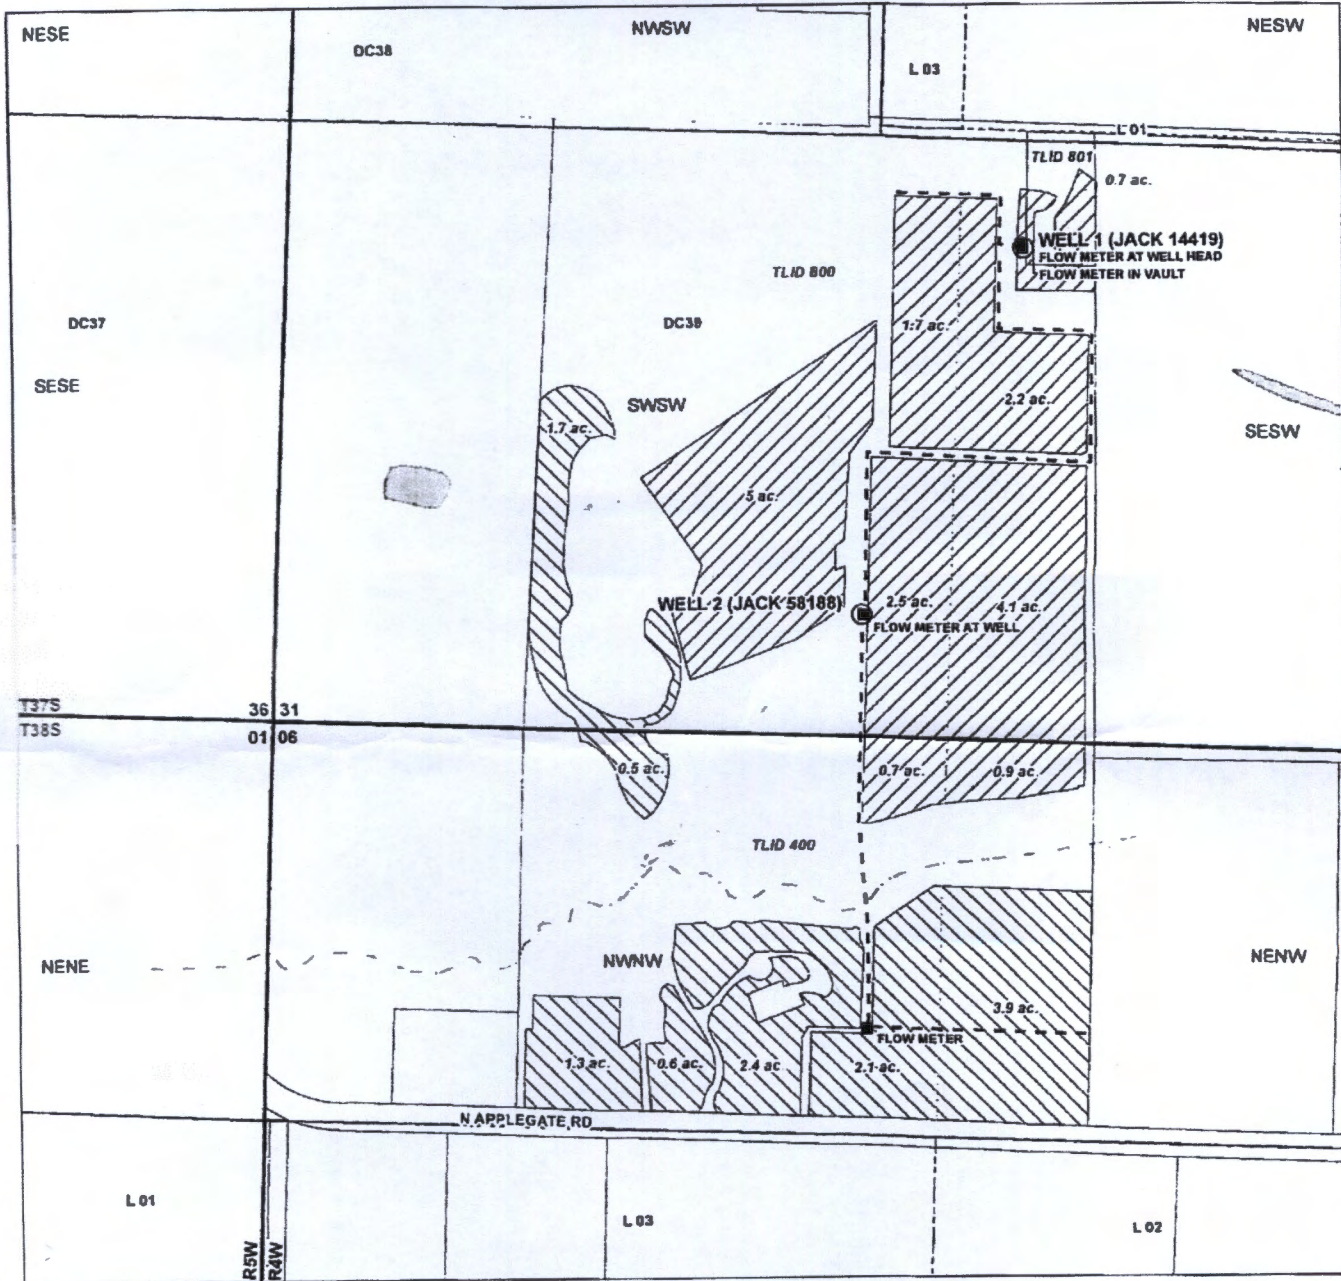 NESE
DC38
NWSW
NESW
L 03
L 01
TLID 801
0.7 ac.
WELL 1 (JACK 14419)
FLOW METER AT WELL HEAD
FLOW METER IN VAULT
TLID 800
DC37
DC39
1.7 ac.
SESE
SWSW
2.2 ac.
1.7 ac.
SESW
5 ac.
WELL 2 (JACK 58188)
2.5 ac.
4.1 ac.
FLOW METER AT WELL
T37S
36 31
T38S
01 06
0.5 ac.
0.7 ac.
0.9 ac.
TLID 400
NENE
NWNW
NENW
3.9 ac.
FLOW METER
1.3 ac.
0.6 ac.
2.4 ac
2.1 ac.
N APPLEGATE RD
L 01
L 03
L 02
R5W
R4W